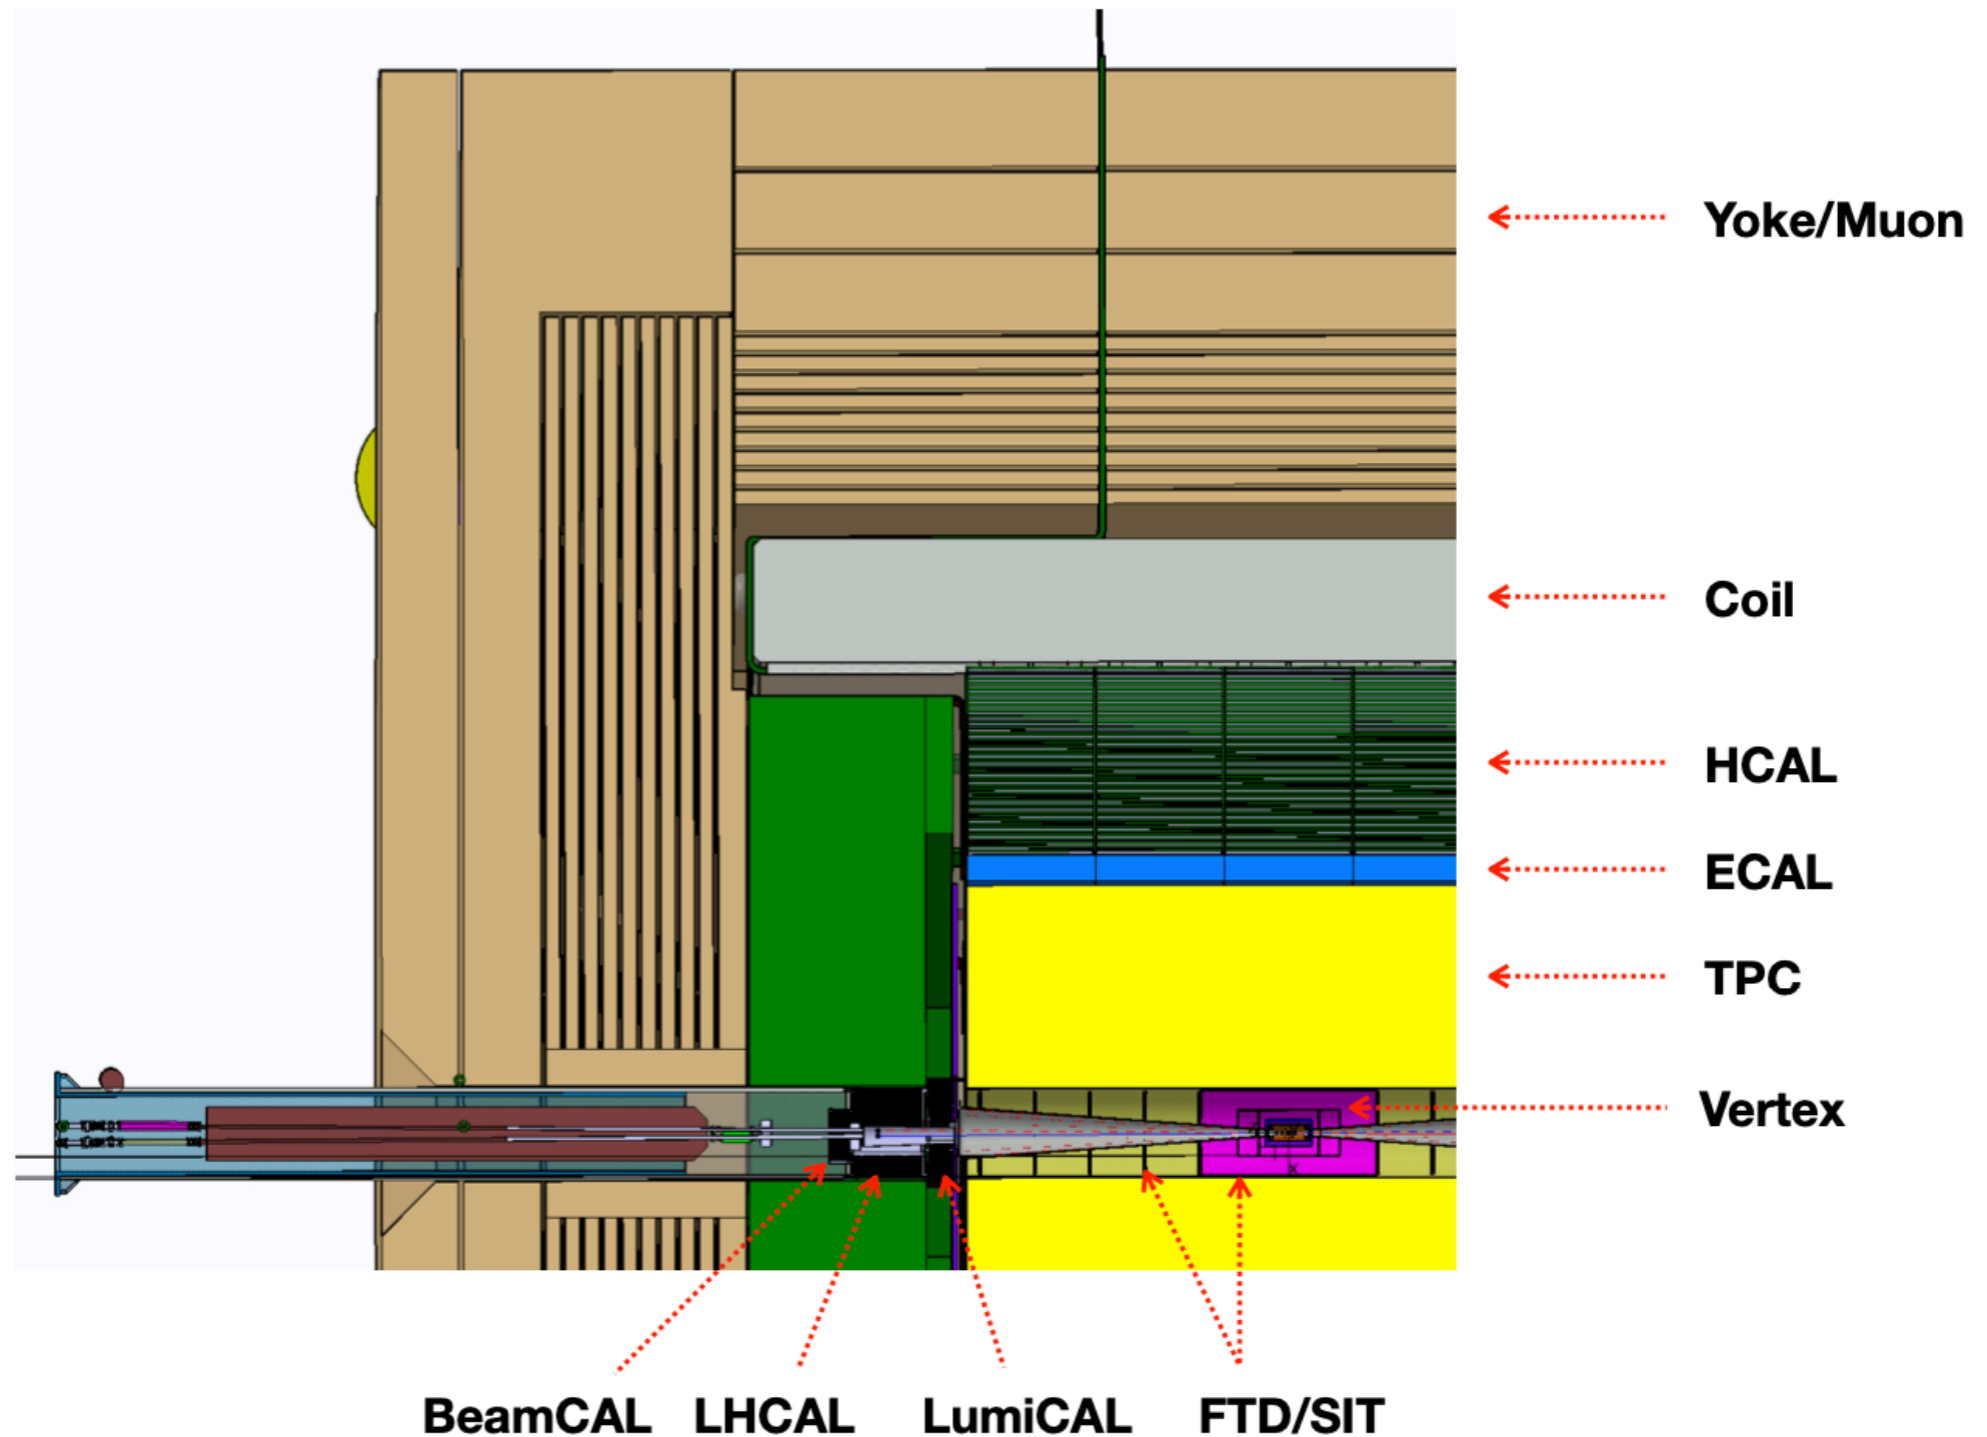 Yoke/Muon
Coil
HCAL
ECAL
TPC
Vertex
X
BeamCAL LHCAL LumiCAL FTD/SIT